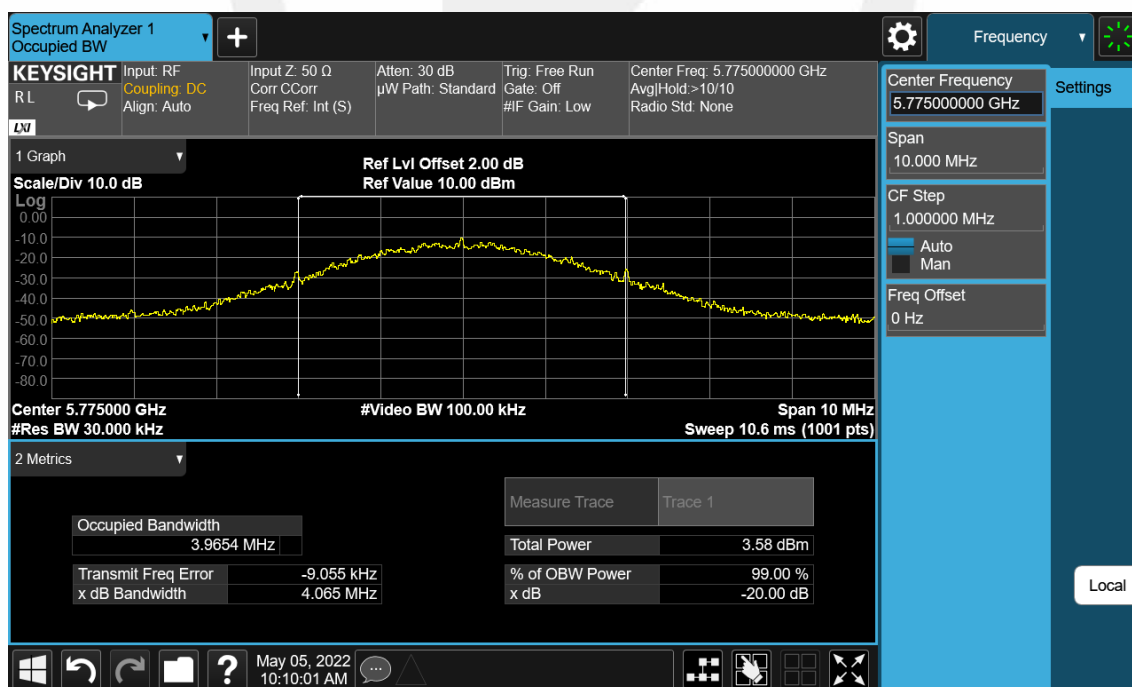 Spectrum Analyzer 1
Occupied BW
Frequency
KEYSIGHT
RL
LXI
Input: RF
Coupling: DC
Align: Auto
Input Z: 50 Ω
Corr CCorr
Freq Ref: Int (S)
Atten: 30 dB
µW Path: Standard
Trig: Free Run
Gate: Off
#IF Gain: Low
Center Freq: 5.775000000 GHz
Avg|Hold:>10/10
Radio Std: None
Center Frequency
5.775000000 GHz
Settings
Span
10.000 MHz
CF Step
1.000000 MHz
Auto
Man
Freq Offset
0 Hz
Local
1 Graph
Scale/Div 10.0 dB
Ref Lvl Offset 2.00 dB
Ref Value 10.00 dBm
Log
0.00
-10.0
-20.0
-30.0
-40.0
-50.0
-60.0
-70.0
-80.0
Center 5.775000 GHz
#Video BW 100.00 kHz
Span 10 MHz
#Res BW 30.000 kHz
Sweep 10.6 ms (1001 pts)
2 Metrics
Measure Trace Trace 1
Occupied Bandwidth
3.9654 MHz
Total Power 3.58 dBm
Transmit Freq Error -9.055 kHz
% of OBW Power 99.00 %
x dB Bandwidth 4.065 MHz
x dB -20.00 dB
?
May 05, 2022
10:10:01 AM